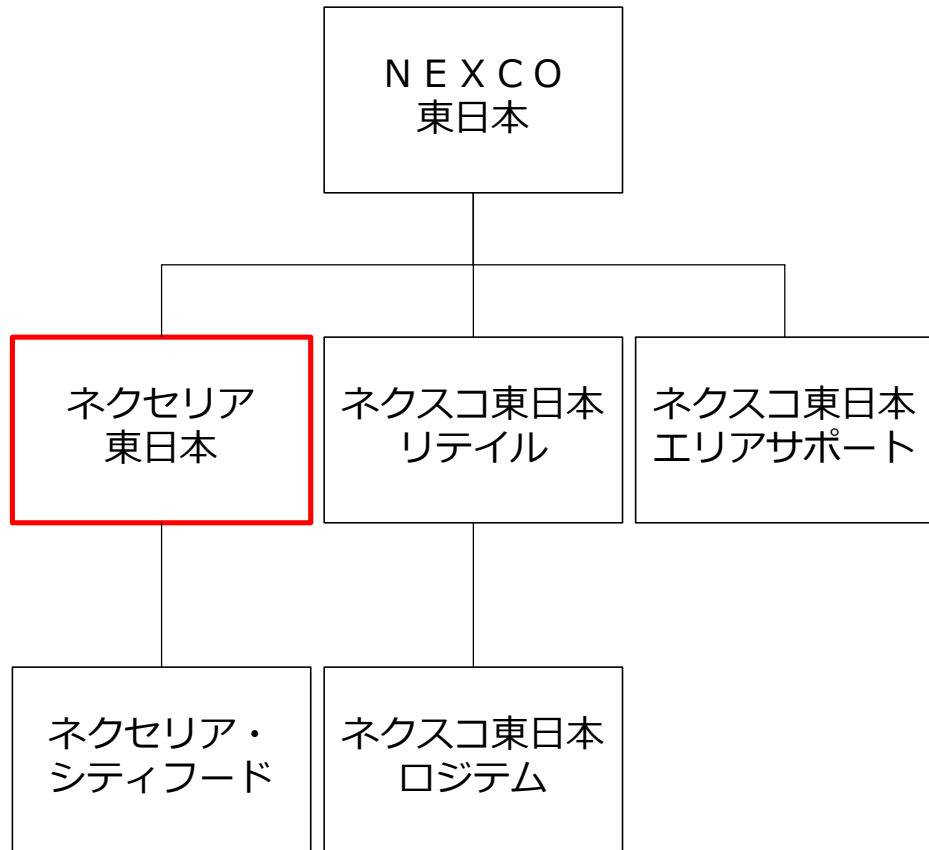 ＮＥＸＣＯ
東日本
ネクセリア
東日本
ネクスコ東日本
リテイル
ネクスコ東日本
エリアサポート
ネクセリア・
シティフード
ネクスコ東日本
ロジテム